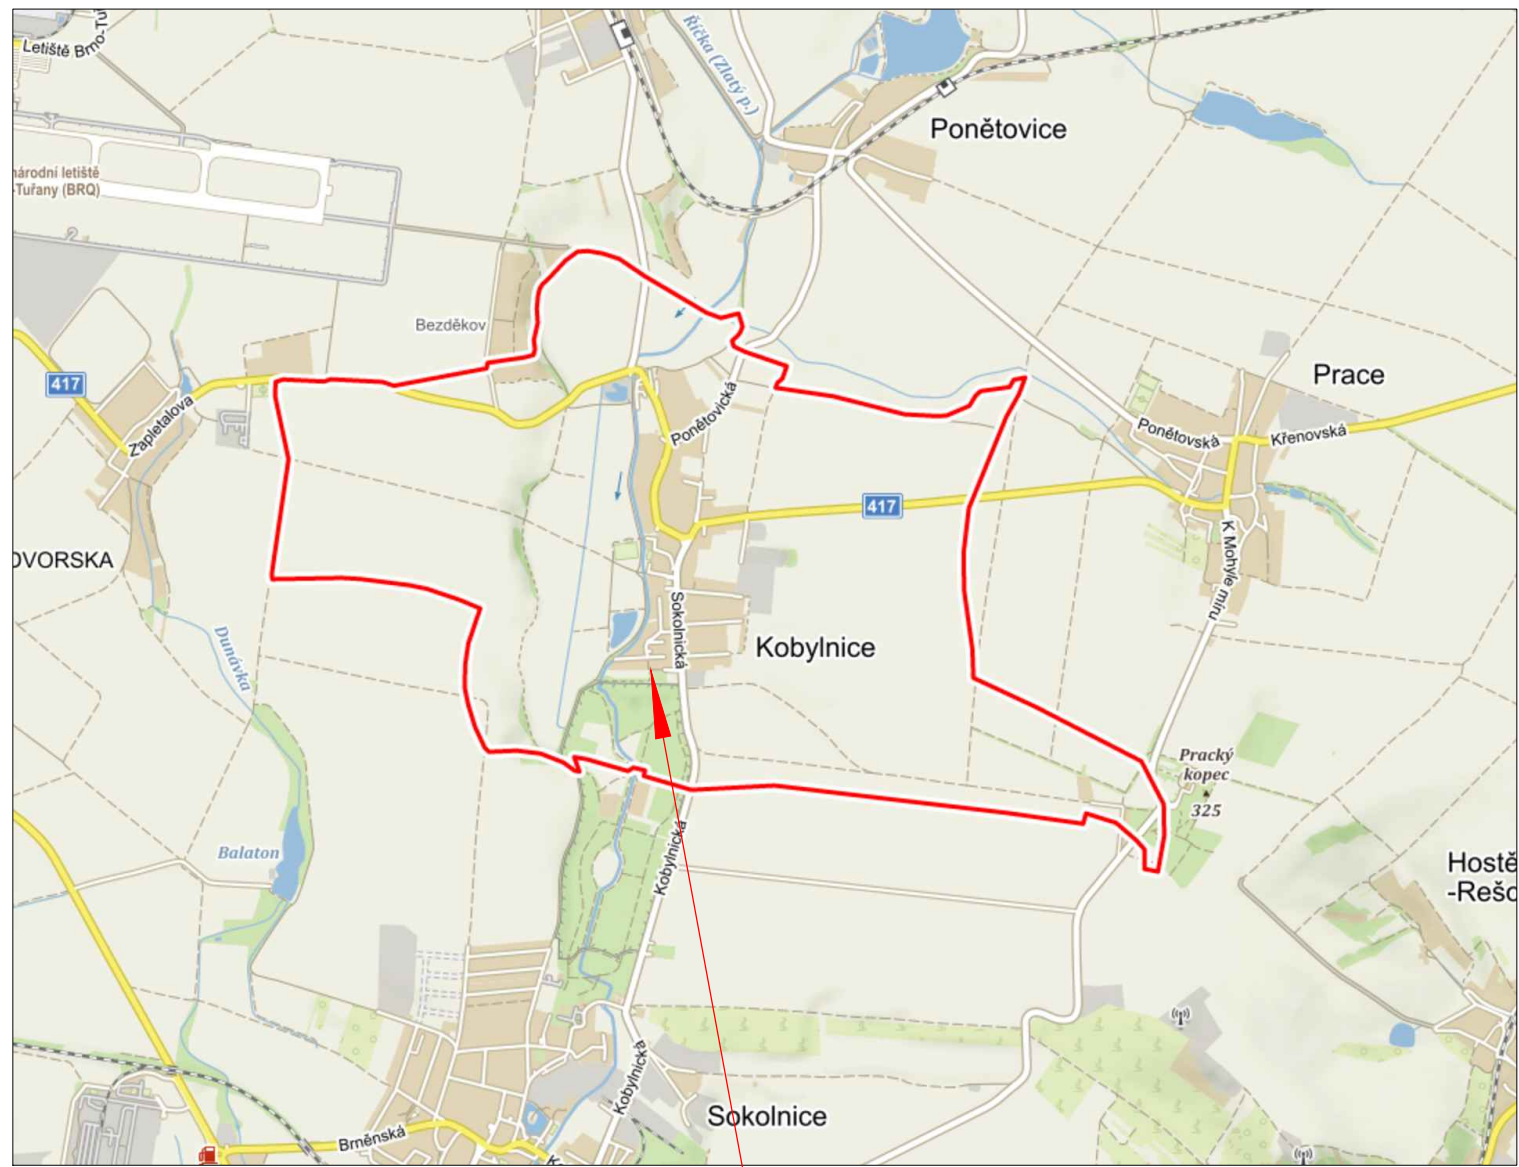 Letiště Brno-Tuř
Říčka (Zlatý p.)
Ponětovice
národní letiště
-Tuřany (BRQ)
Bezděkov
417
Zapletalova
Ponětovická
Prace
Ponětovská
Křenovská
417
K Mohyle míru
DVORSKA
Dunávka
Sokolnická
Kobylnice
Pracký
kopec
325
Balaton
Kobylnická
Hostě
-Rešo
Kobylnická
Sokolnice
Brněnská